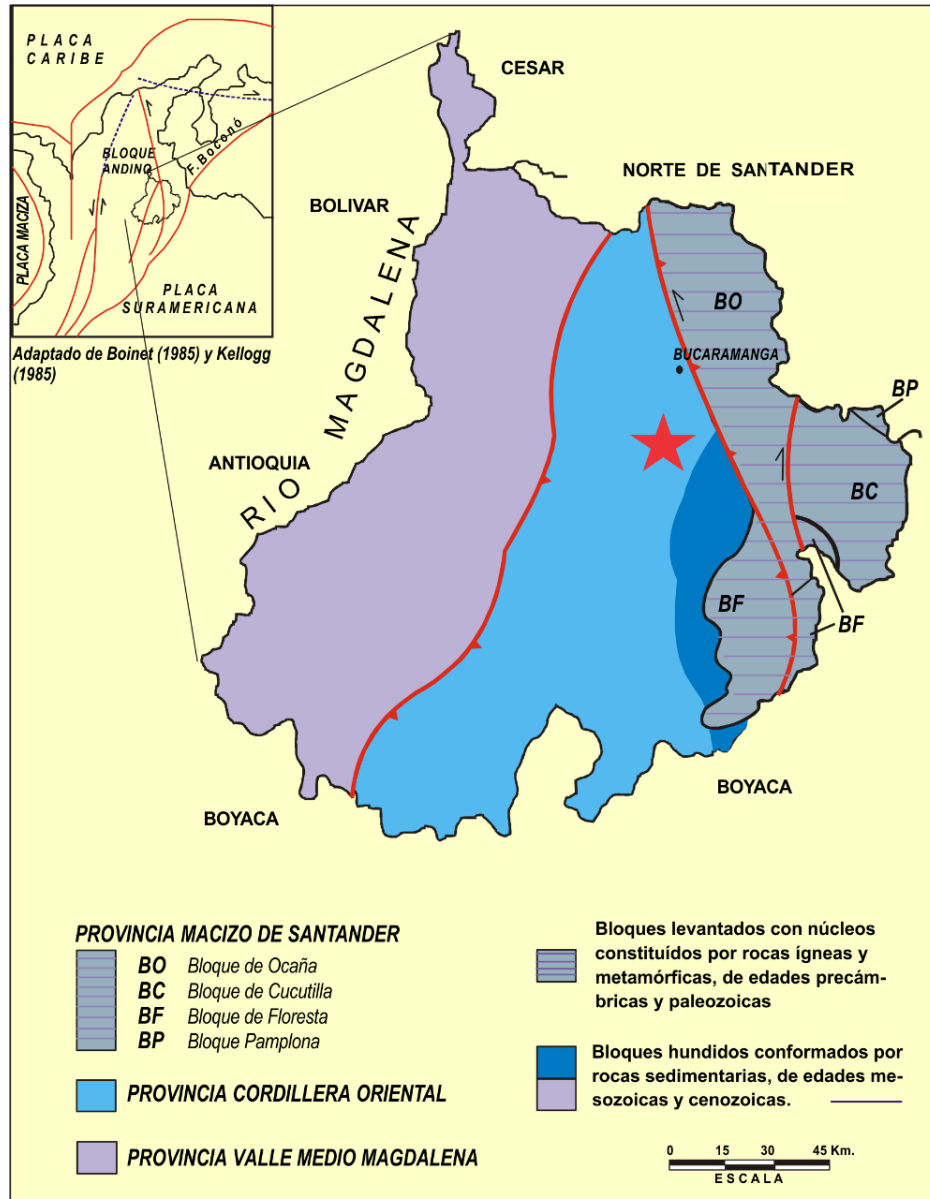 PLACA
CARIBE
BLOQUE
ANDINO
F. Boconó
PLACA MACIZA
PLACA
SURAMERICANA
Adaptado de Boinet (1985) y Kellogg
(1985)
CESAR
NORTE DE SANTANDER
BOLIVAR
RIO MAGDALENA
BO
BUCARAMANGA
BP
ANTIOQUIA
BC
BF
BF
BOYACA
BOYACA
PROVINCIA MACIZO DE SANTANDER
BO Bloque de Ocaña
BC Bloque de Cucutilla
BF Bloque de Floresta
BP Bloque Pamplona
PROVINCIA CORDILLERA ORIENTAL
PROVINCIA VALLE MEDIO MAGDALENA
Bloques levantados con núcleos
constituídos por rocas ígneas y
metamórficas, de edades precám-
bricas y paleozoicas
Bloques hundidos conformados por
rocas sedimentarias, de edades me-
sozoicas y cenozoicas.
0 15 30 45 Km.
ESCALA